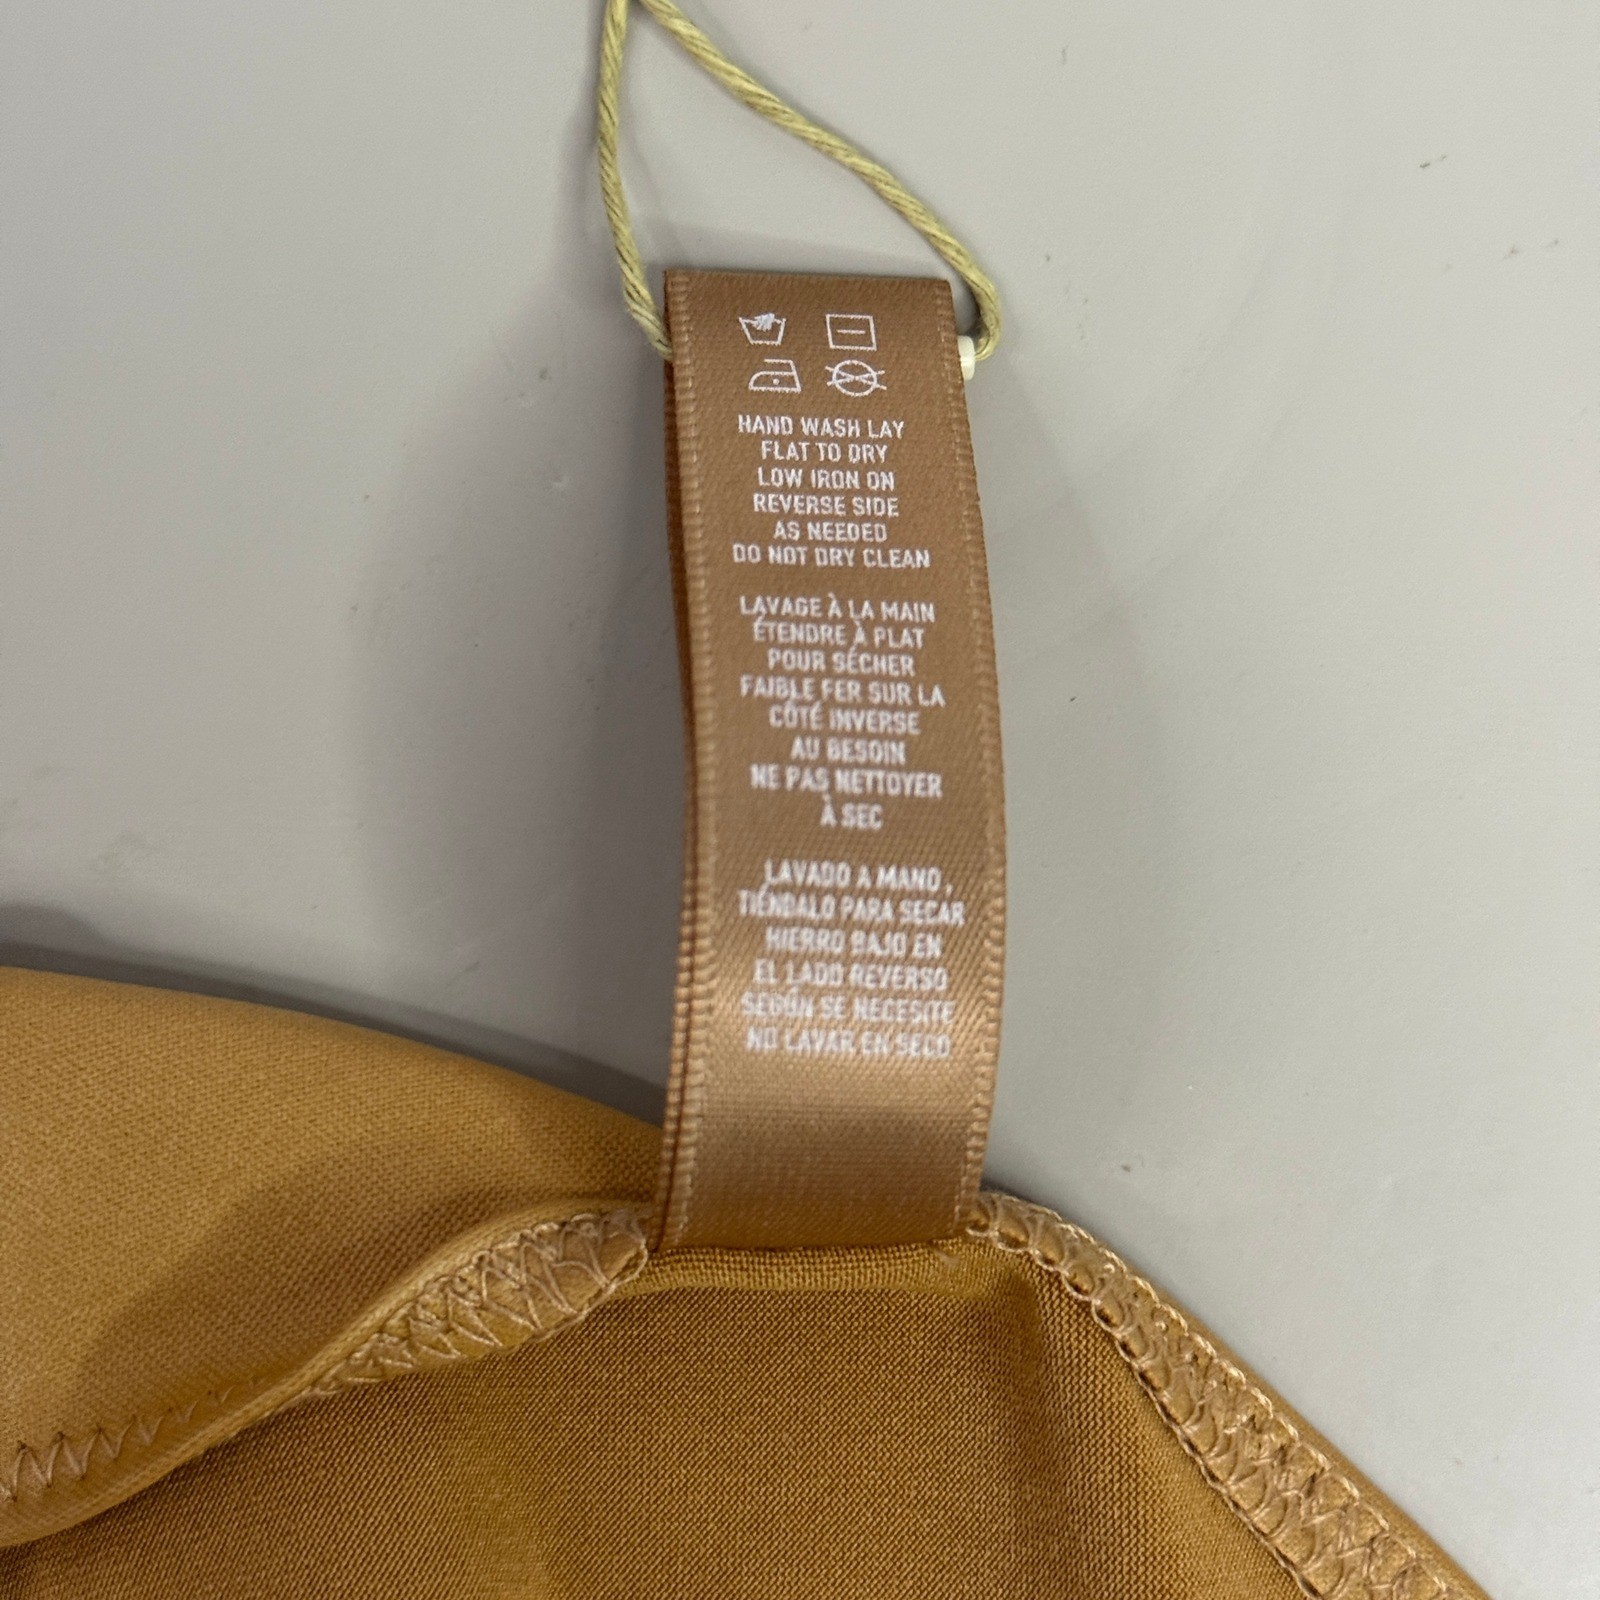 HAND WASH LAY
FLAT TO DRY
LOW IRON ON
REVERSE SIDE
AS NEEDED
DO NOT DRY CLEAN
LAVAGE À LA MAIN
ÉTENDRE À PLAT
POUR SÉCHER
FAIBLE FER SUR LA
CÔTÉ INVERSE
AU BESOIN
NE PAS NETTOYER
À SEC
LAVADO A MANO,
TIÉNDALO PARA SECAR
HIERRO BAJO EN
EL LADO REVERSO
SEGÚN SE NECESITE
NO LAVAR EN SECO